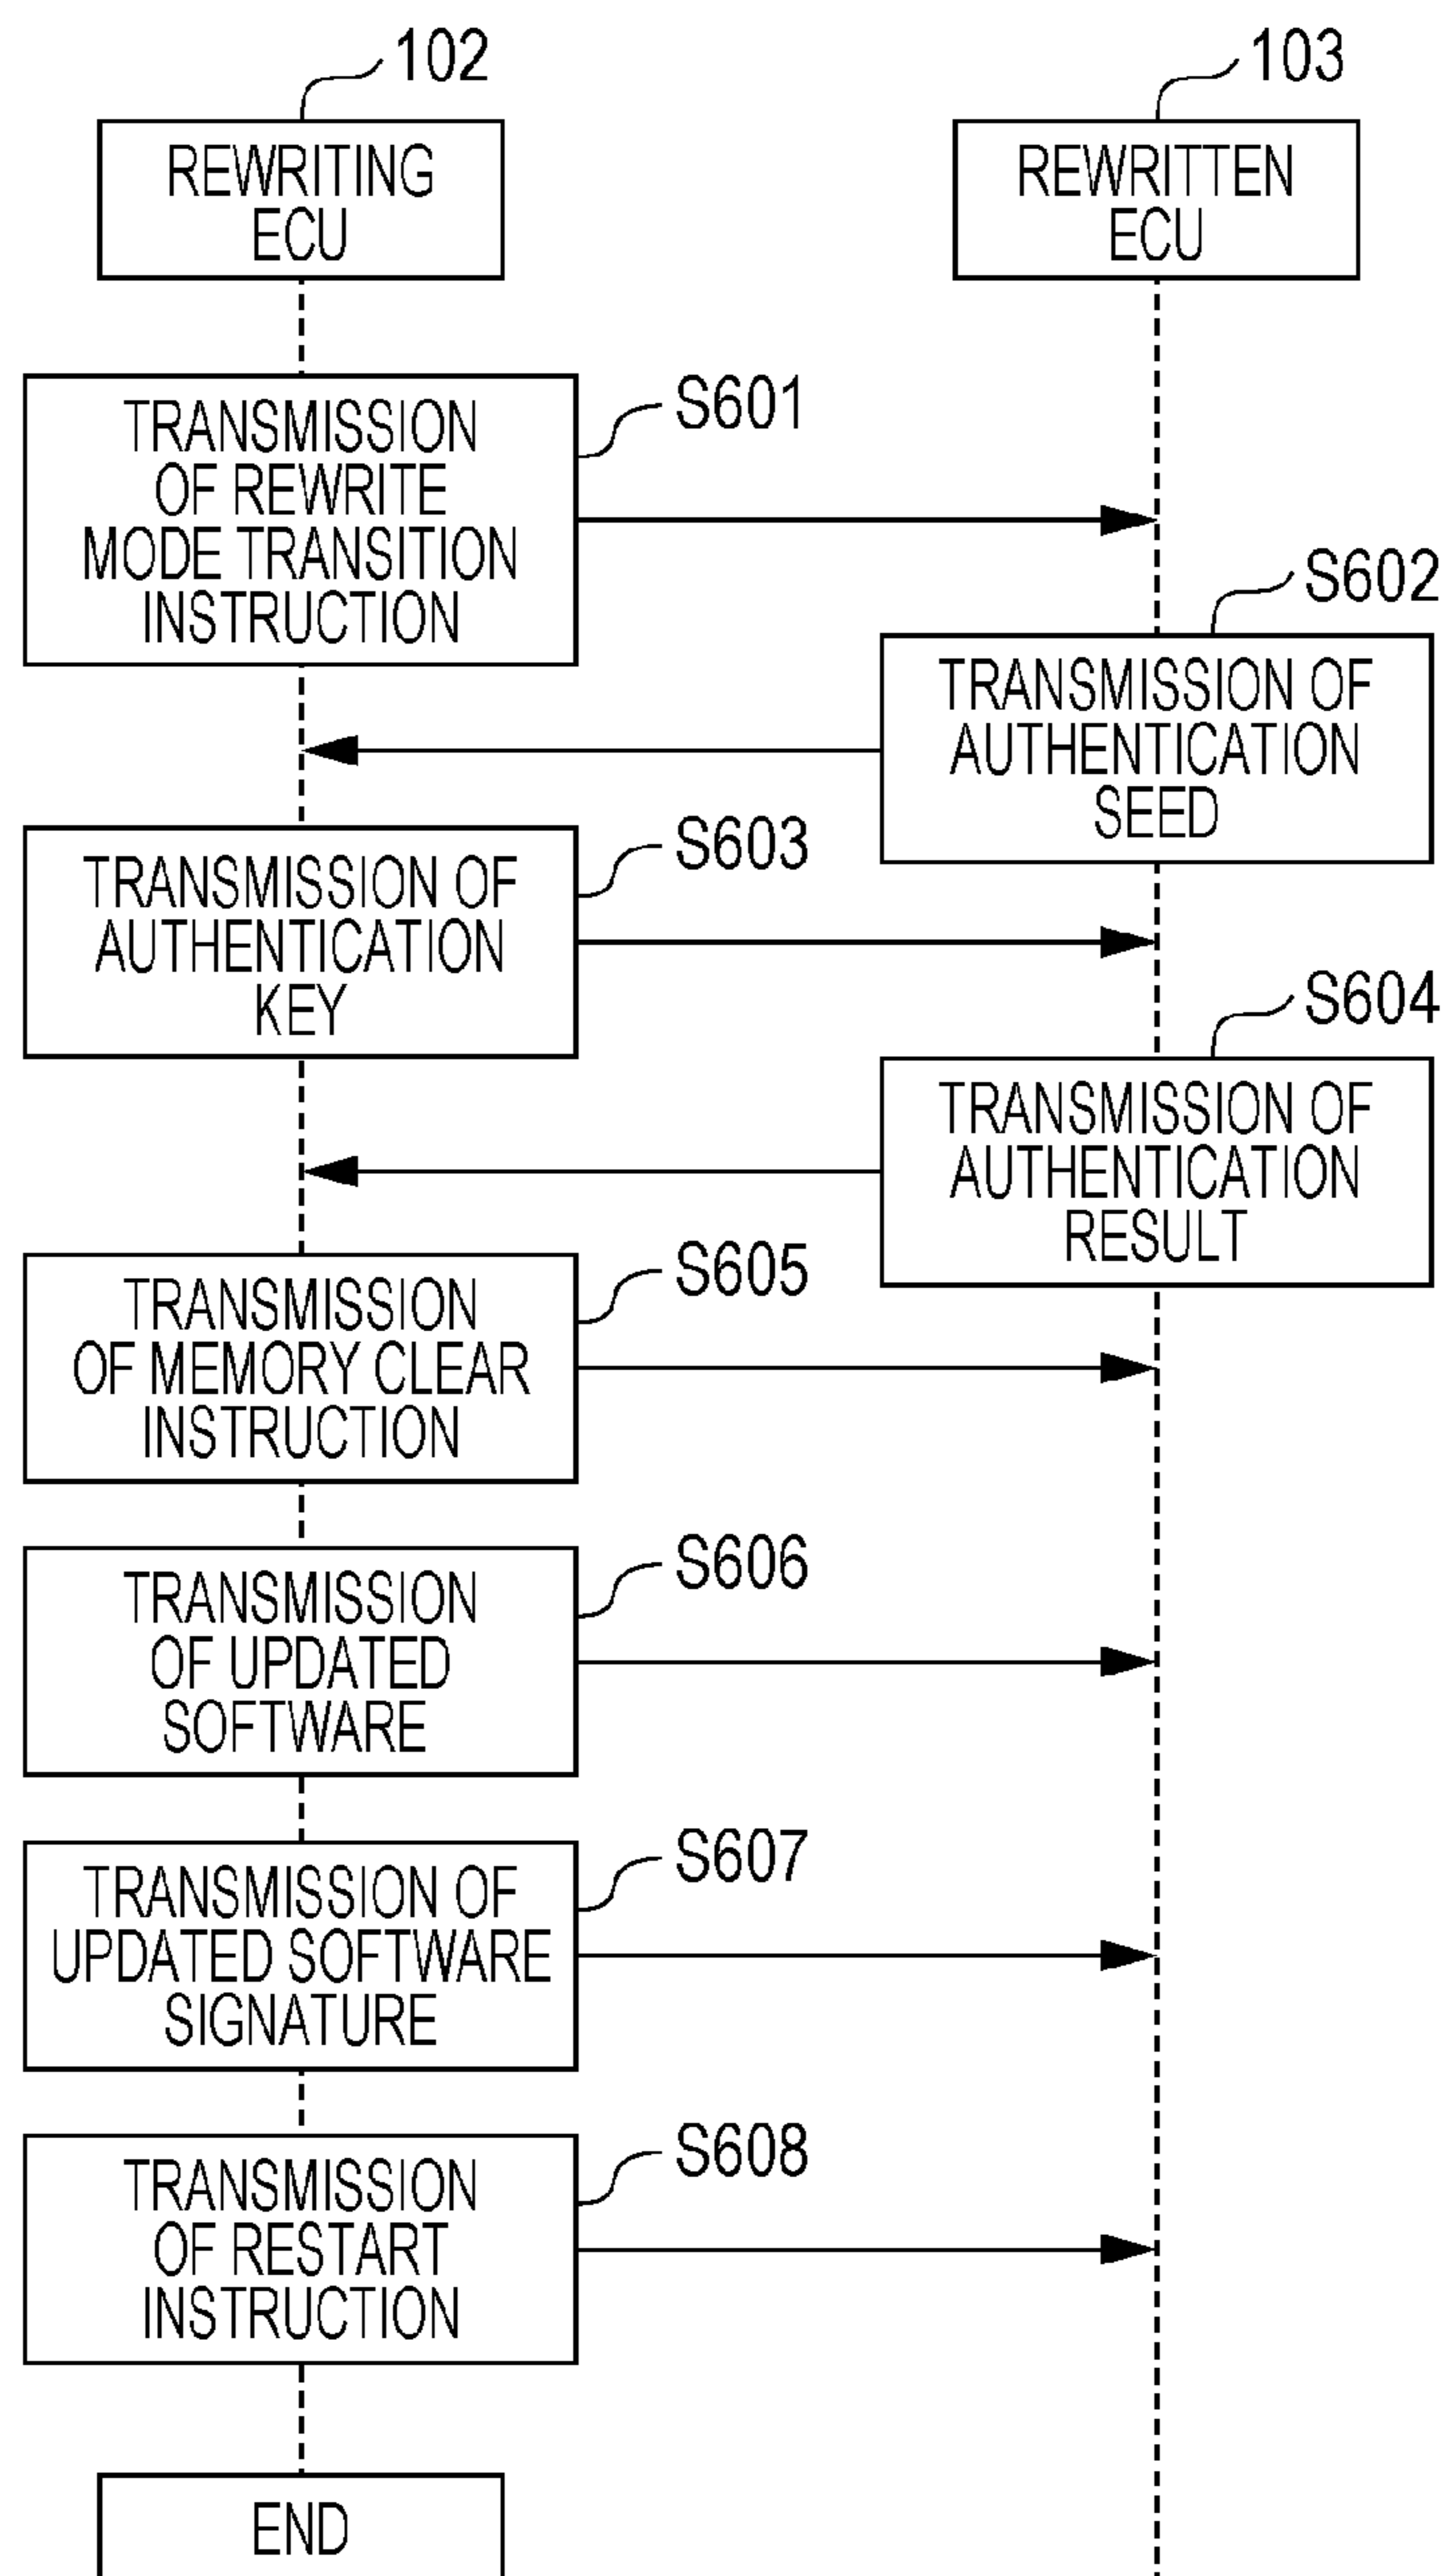 102
103
REWRITING
ECU
REWRITTEN
ECU
S601
TRANSMISSION
OF REWRITE
MODE TRANSITION
INSTRUCTION
S602
TRANSMISSION OF
AUTHENTICATION
SEED
S603
TRANSMISSION OF
AUTHENTICATION
KEY
S604
TRANSMISSION OF
AUTHENTICATION
RESULT
S605
TRANSMISSION
OF MEMORY CLEAR
INSTRUCTION
S606
TRANSMISSION
OF UPDATED
SOFTWARE
S607
TRANSMISSION OF
UPDATED SOFTWARE
SIGNATURE
S608
TRANSMISSION
OF RESTART
INSTRUCTION
END